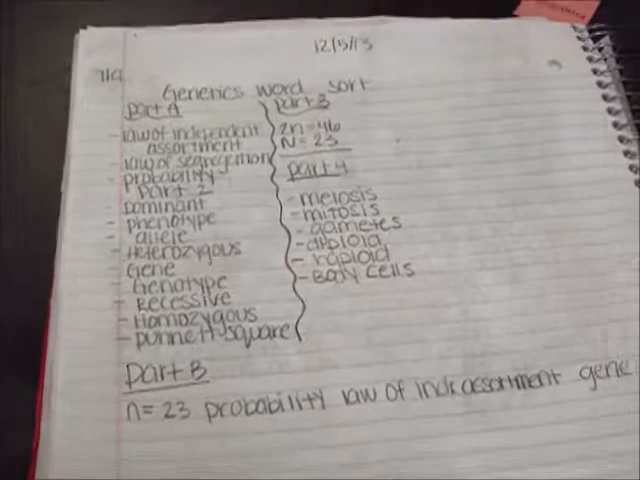 12/5/13
71a
Genetics word sort
Part A
- law of independent
assortment
- law of segregation
- probability
Part 2
- Dominant
- phenotype
- allele
- Heterozygous
- Gene
- Genotype
- Recessive
- Homozygous
- punnett square
part 3
2n=46
N=23
part 4
- meiosis
- mitosis
- gametes
- diploid
- haploid
- Body cells
part B
n=23 probability law of ind. assortment gene